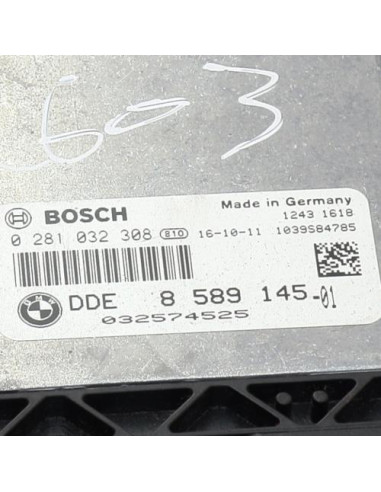 603
BOSCH
Made in Germany
1243 1618
0 281 032 308 810 16-10-11 1039S84785
BMW
DDE 8 589 145-01
032574525